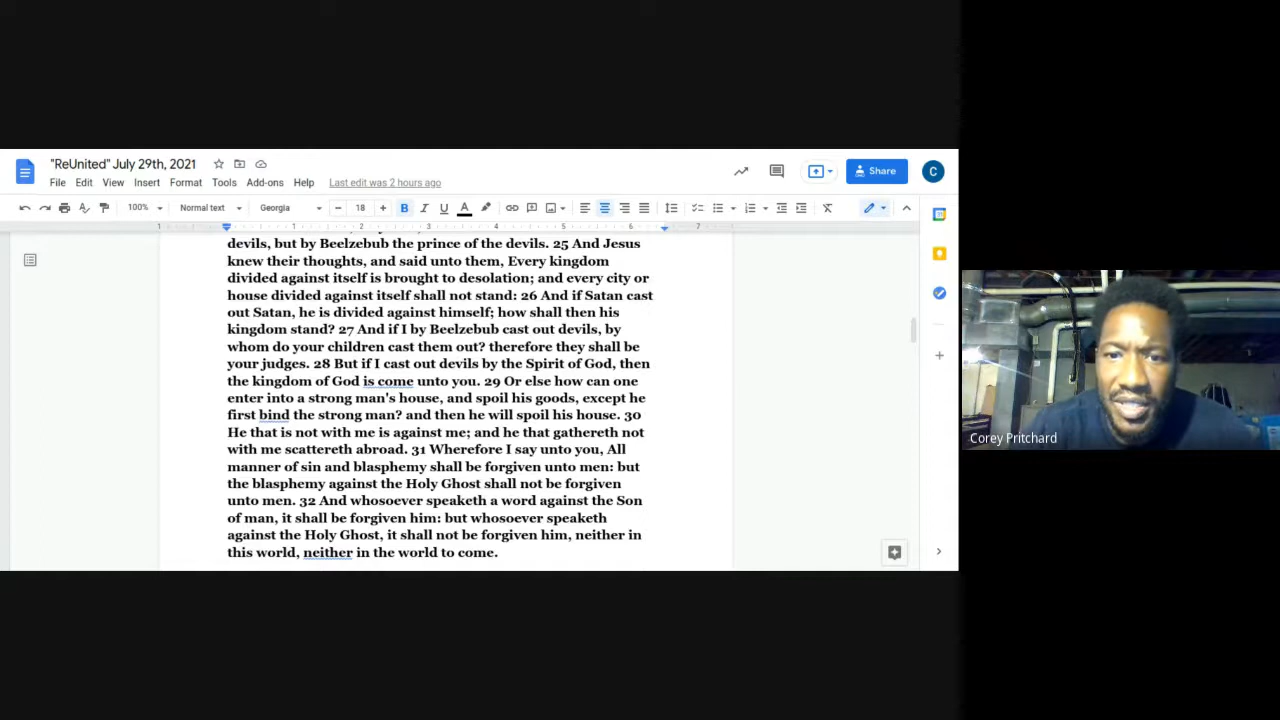 "ReUnited" July 29th, 2021
File Edit View Insert Format Tools Add-ons Help Last edit was 2 hours ago
Share
C
100% Normal text Georgia 18 B I U A
1 1 2 3 4 5 6 7
devils, but by Beelzebub the prince of the devils. 25 And Jesus
knew their thoughts, and said unto them, Every kingdom
divided against itself is brought to desolation; and every city or
house divided against itself shall not stand: 26 And if Satan cast
out Satan, he is divided against himself; how shall then his
kingdom stand? 27 And if I by Beelzebub cast out devils, by
whom do your children cast them out? therefore they shall be
your judges. 28 But if I cast out devils by the Spirit of God, then
the kingdom of God is come unto you. 29 Or else how can one
enter into a strong man's house, and spoil his goods, except he
first bind the strong man? and then he will spoil his house. 30
He that is not with me is against me; and he that gathereth not
with me scattereth abroad. 31 Wherefore I say unto you, All
manner of sin and blasphemy shall be forgiven unto men: but
the blasphemy against the Holy Ghost shall not be forgiven
unto men. 32 And whosoever speaketh a word against the Son
of man, it shall be forgiven him: but whosoever speaketh
against the Holy Ghost, it shall not be forgiven him, neither in
this world, neither in the world to come.
Corey Pritchard